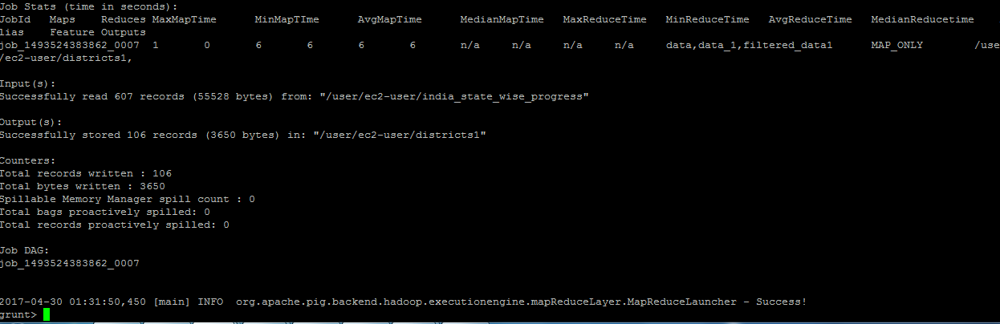 Job Stats (time in seconds):
JobId Maps Reduces MaxMapTime MinMapTIme AvgMapTime MedianMapTime MaxReduceTime MinReduceTime AvgReduceTime MedianReducetime
lias Feature Outputs
job_1493524383862_0007 1 0 6 6 6 6 n/a n/a n/a n/a data,data_1,filtered_data1 MAP_ONLY /use
/ec2-user/districts1,
Input(s):
Successfully read 607 records (55528 bytes) from: "/user/ec2-user/india_state_wise_progress"
Output(s):
Successfully stored 106 records (3650 bytes) in: "/user/ec2-user/districts1"
Counters:
Total records written : 106
Total bytes written : 3650
Spillable Memory Manager spill count : 0
Total bags proactively spilled: 0
Total records proactively spilled: 0
Job DAG:
job_1493524383862_0007
2017-04-30 01:31:50,450 [main] INFO org.apache.pig.backend.hadoop.executionengine.mapReduceLayer.MapReduceLauncher - Success!
grunt>